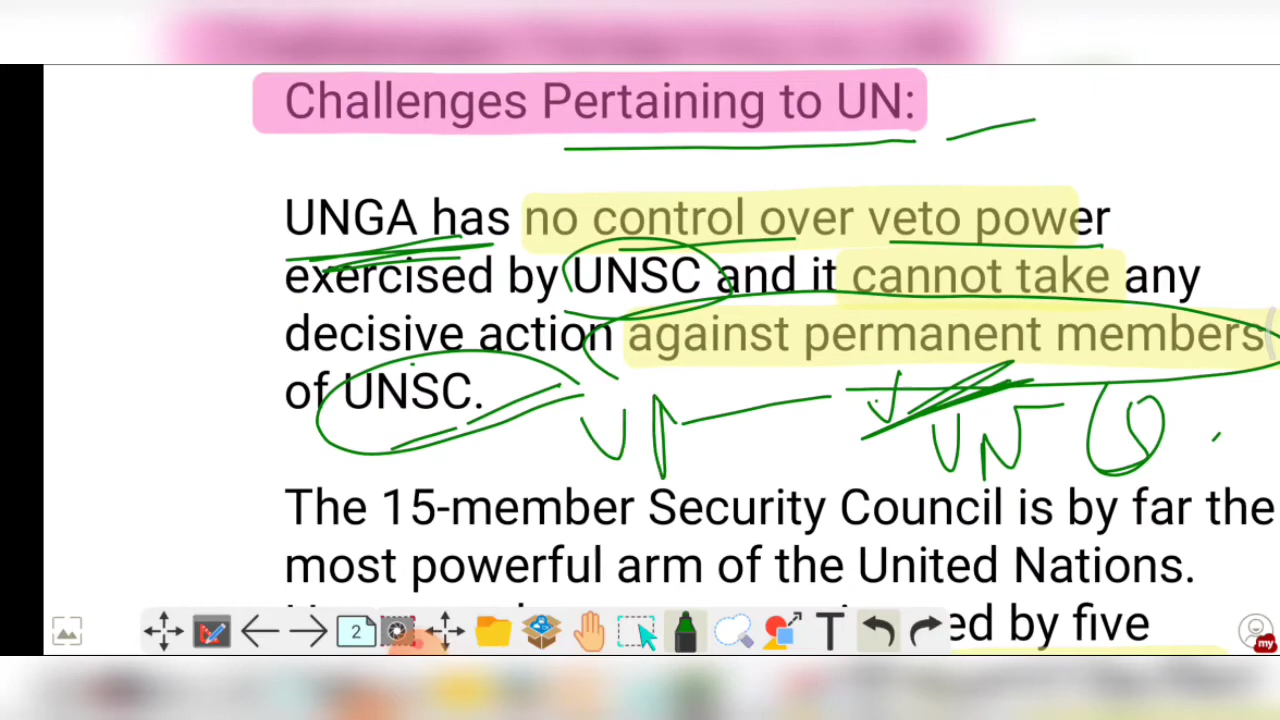 Challenges Pertaining to UN:
UNGA has no control over veto power
exercised by UNSC and it cannot take any
decisive action against permanent members
of UNSC.
UN
The 15-member Security Council is by far the
most powerful arm of the United Nations.
ed by five
2
T
my